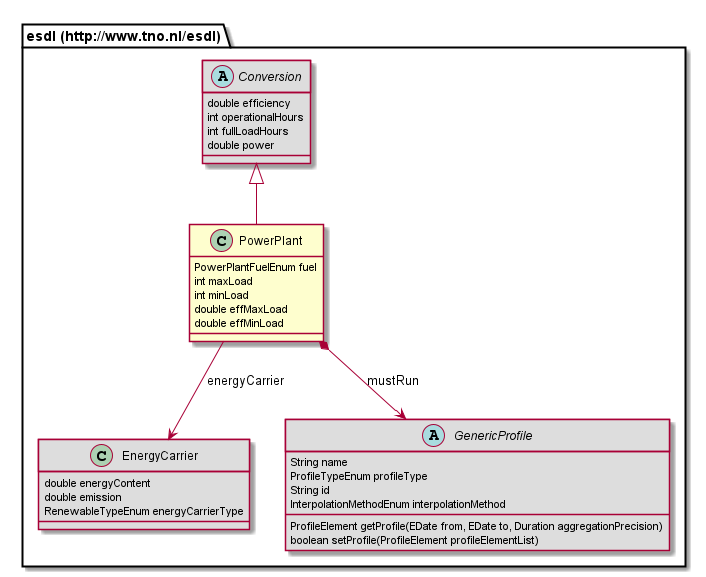 esdl (http://www.tno.nl/esdl)
A Conversion
double efficiency
int operationalHours
int fullLoadHours
double power
C PowerPlant
PowerPlantFuelEnum fuel
int maxLoad
int minLoad
double effMaxLoad
double effMinLoad
energyCarrier
mustRun
C EnergyCarrier
double energyContent
double emission
RenewableTypeEnum energyCarrierType
A GenericProfile
String name
ProfileTypeEnum profileType
String id
InterpolationMethodEnum interpolationMethod
ProfileElement getProfile(EDate from, EDate to, Duration aggregationPrecision)
boolean setProfile(ProfileElement profileElementList)